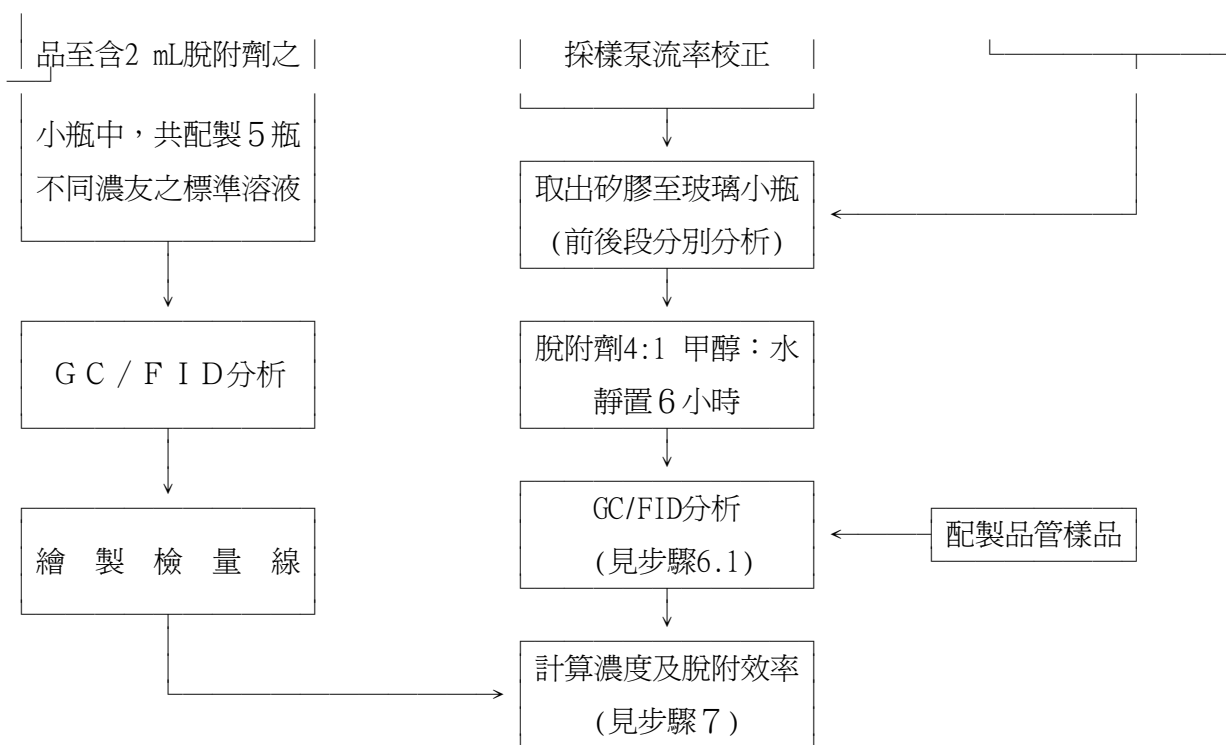 品至含2 mL脫附劑之
小瓶中，共配製５瓶
不同濃友之標準溶液
ＧＣ／ＦＩＤ分析
繪製檢量線
採樣泵流率校正
取出矽膠至玻璃小瓶
(前後段分別分析)
脫附劑4:1 甲醇：水
靜置６小時
GC/FID分析
(見步驟6.1)
配製品管樣品
計算濃度及脫附效率
(見步驟７)